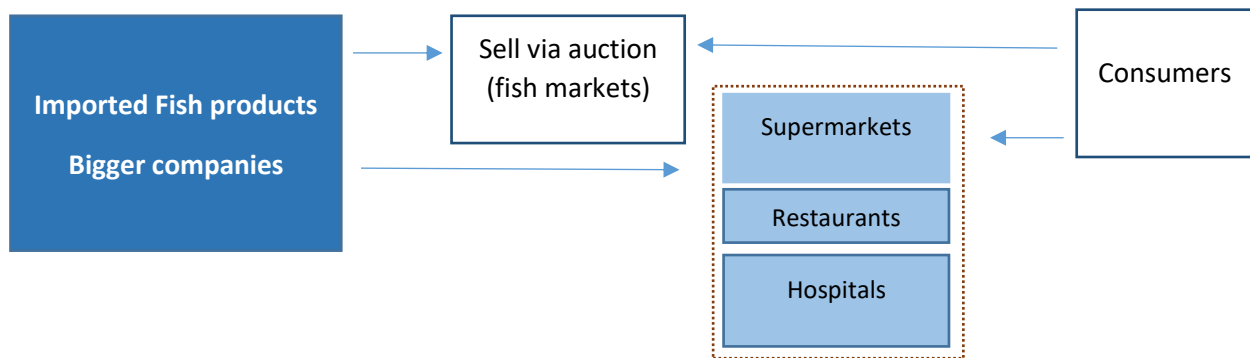 Imported Fish products
Bigger companies
Sell via auction
(fish markets)
Consumers
Supermarkets
Restaurants
Hospitals